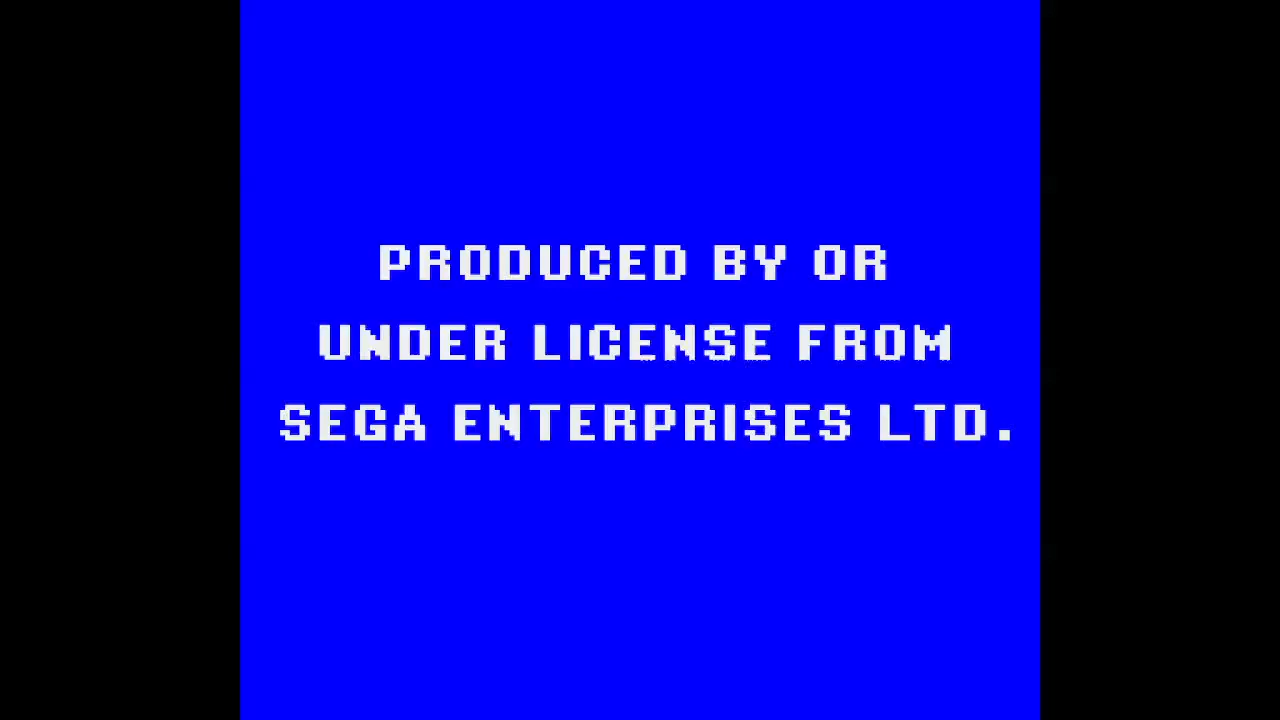 PRODUCED BY OR
UNDER LICENSE FROM
SEGA ENTERPRISES LTD.